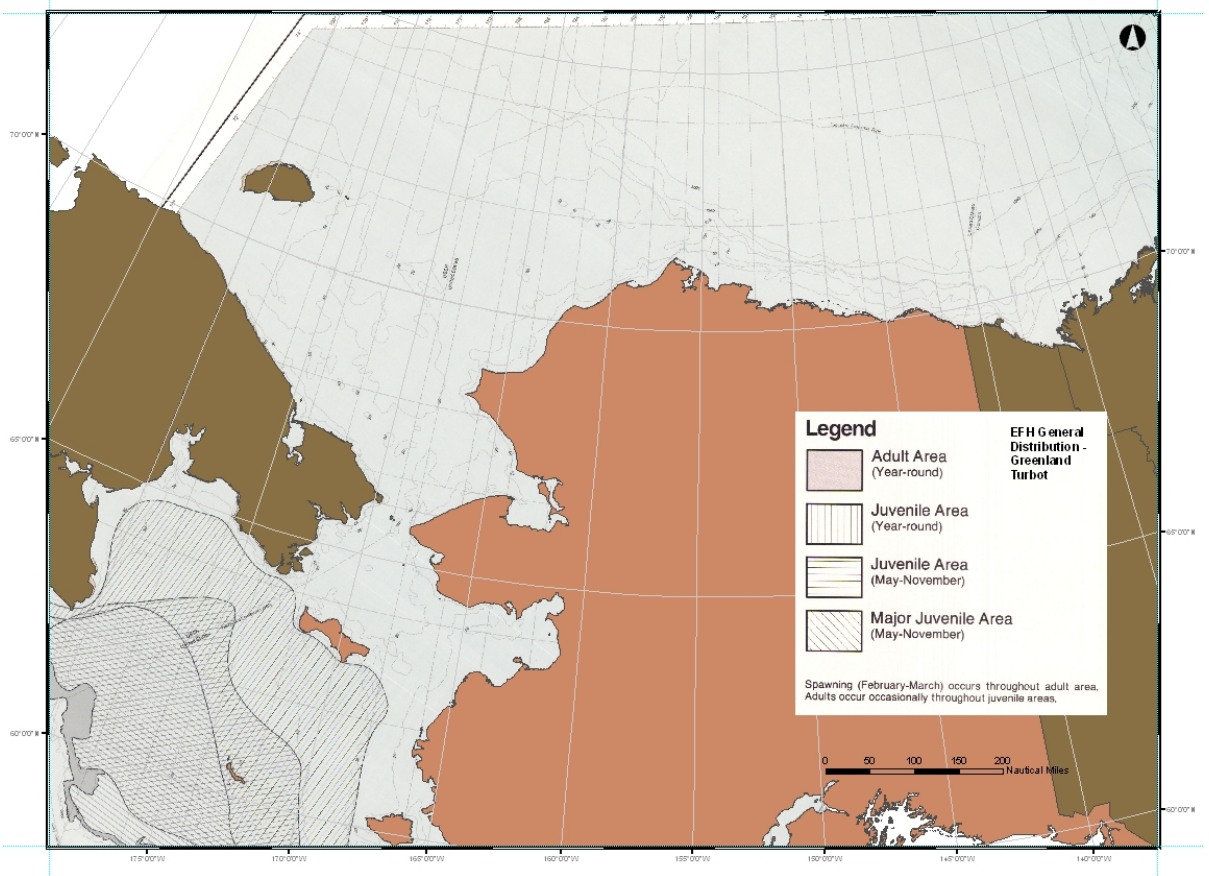 70°0'0"N
70°0'0"N
65°0'0"N
65°0'0"N
60°0'0"N
60°0'0"N
Legend
EFH General
Distribution -
Greenland
Turbot
Adult Area
(Year-round)
Juvenile Area
(Year-round)
Juvenile Area
(May-November)
Major Juvenile Area
(May-November)
Spawning (February-March) occurs throughout adult area.
Adults occur occasionally throughout juvenile areas.
0 50 100 150 200
Nautical Miles
175°0'0"W 170°0'0"W 165°0'0"W 160°0'0"W 155°0'0"W 150°0'0"W 145°0'0"W 140°0'0"W